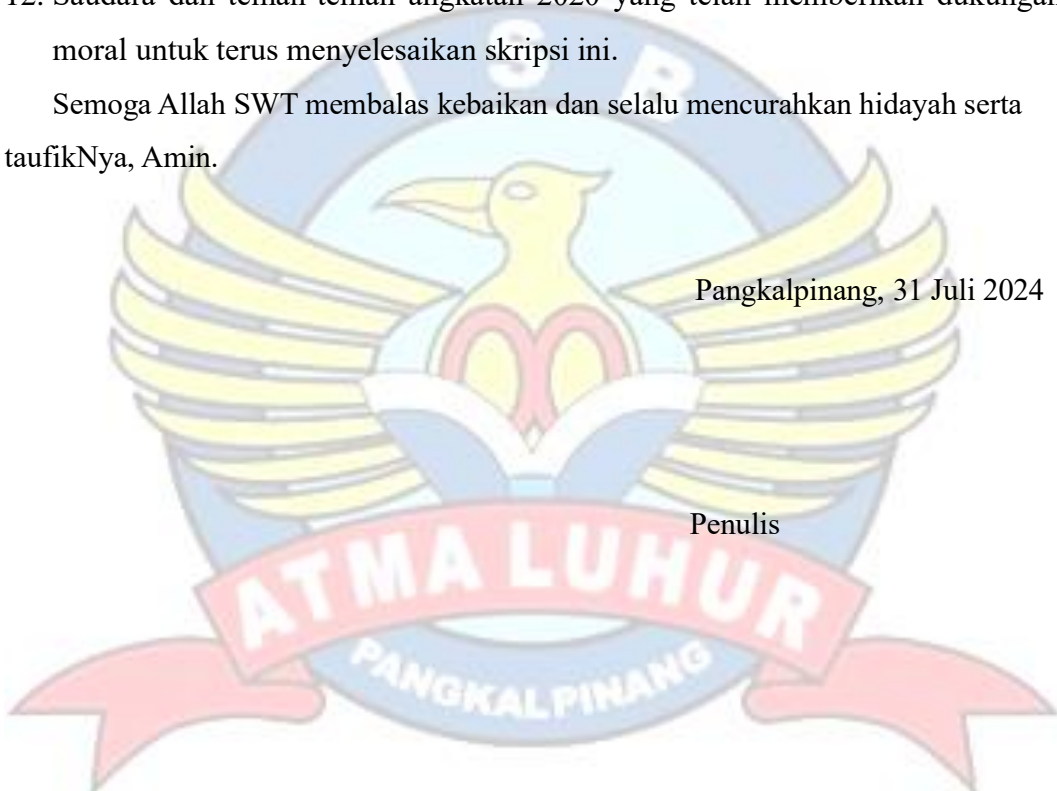 12. Saudara dan teman-teman angkatan 2020 yang telah memberikan dukungan
moral untuk terus menyelesaikan skripsi ini.
Semoga Allah SWT membalas kebaikan dan selalu mencurahkan hidayah serta
taufikNya, Amin.
Pangkalpinang, 31 Juli 2024
Penulis
I S B
ATMA LUHUR
PANGKALPINANG